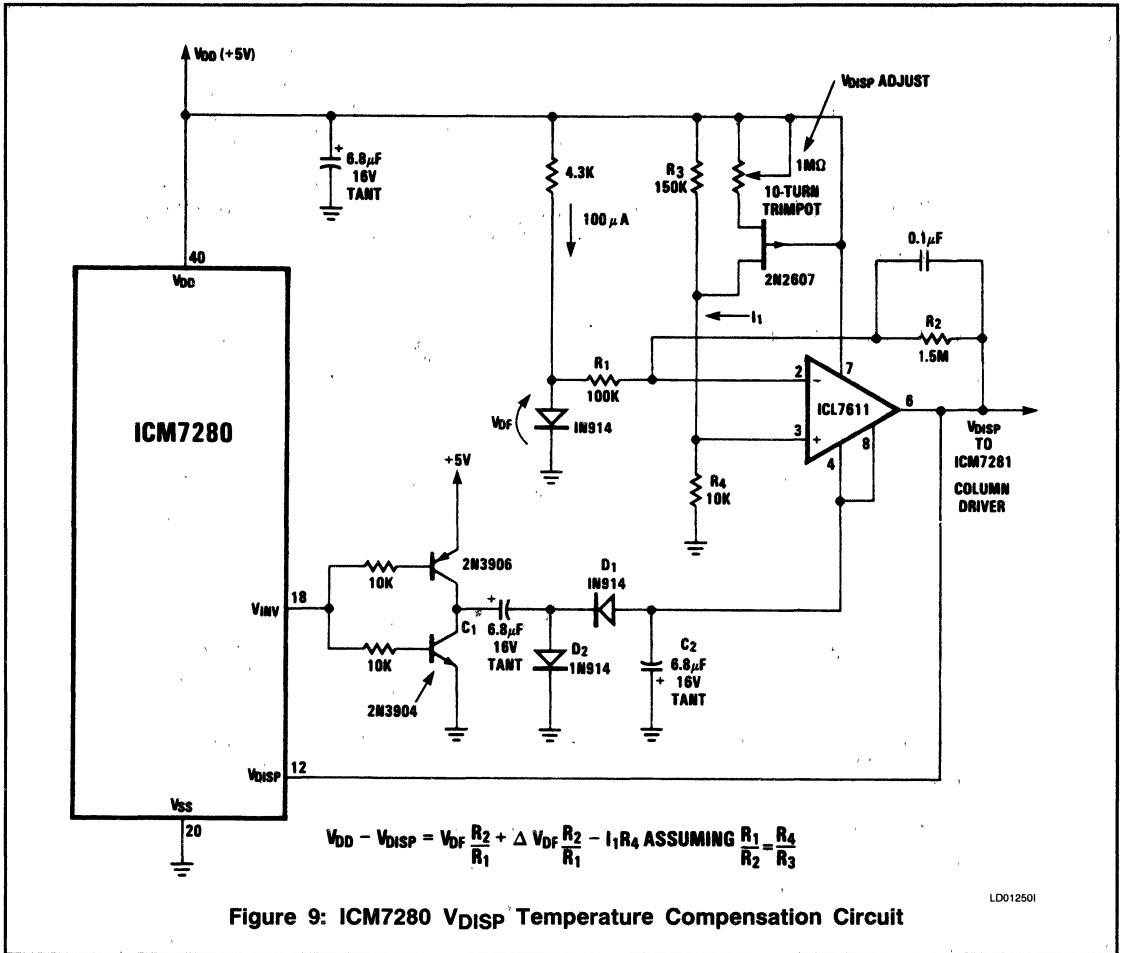 VDD (+5V)
VDISP ADJUST
+
6.8µF
16V
TANT
4.3K
100 µA
R3
150K
1MΩ
10-TURN
TRIMPOT
2N2607
I1
0.1µF
R2
1.5M
40
VDD
R1
100K
2
−
7
ICL7611
6
3
+
4
8
VDISP
TO
ICM7281
COLUMN
DRIVER
VDF
IN914
R4
10K
ICM7280
+5V
2N3906
10K
VINV
18
10K
2N3904
C1
+
6.8µF
16V
TANT
D1
IN914
D2
1N914
C2
6.8µF
+
16V
TANT
VDISP
12
VSS
20
VDD − VDISP = VDF R2/R1 + Δ VDF R2/R1 − I1R4 ASSUMING R1/R2 = R4/R3
LD01250I
Figure 9: ICM7280 VDISP Temperature Compensation Circuit